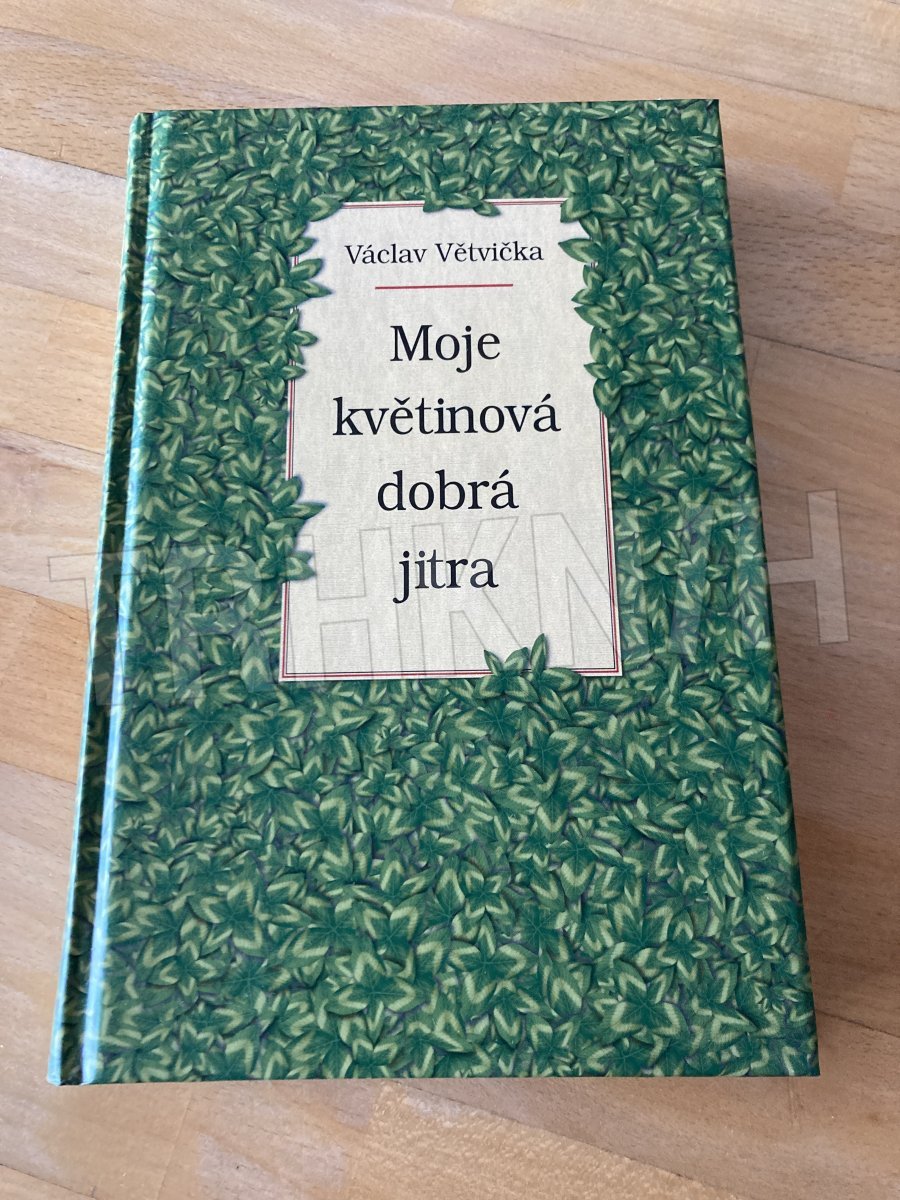 Václav Větvička
Moje
květinová
dobrá
jitra